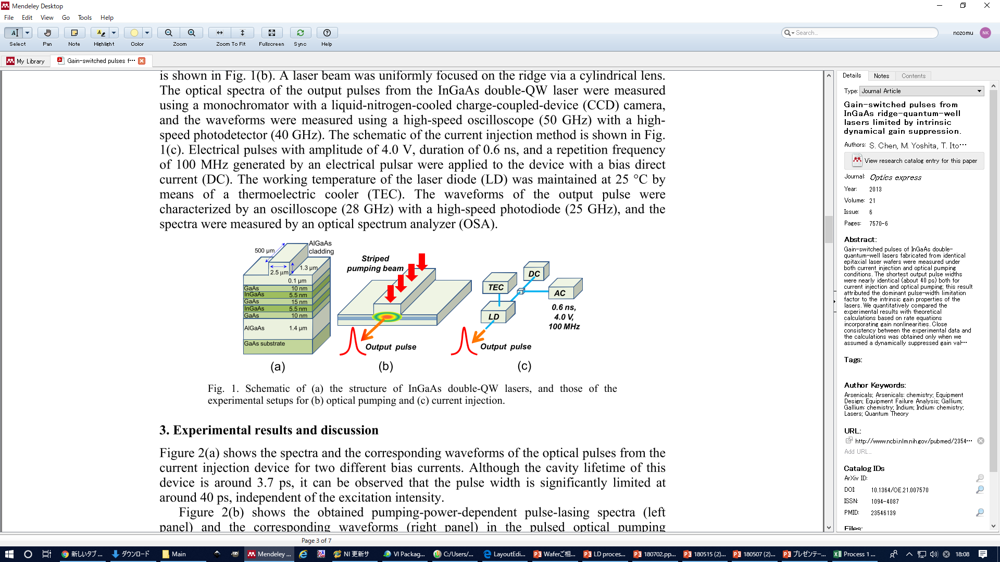 Mendeley Desktop
File Edit View Go Tools Help
Select Pan Note Highlight Color Zoom Zoom To Fit Fullscreen Sync Help
Search...
nozomu NK
My Library
Gain-switched pulses f···
is shown in Fig. 1(b). A laser beam was uniformly focused on the ridge via a cylindrical lens.
The optical spectra of the output pulses from the InGaAs double-QW laser were measured
using a monochromator with a liquid-nitrogen-cooled charge-coupled-device (CCD) camera,
and the waveforms were measured using a high-speed oscilloscope (50 GHz) with a high-
speed photodetector (40 GHz). The schematic of the current injection method is shown in Fig.
1(c). Electrical pulses with amplitude of 4.0 V, duration of 0.6 ns, and a repetition frequency
of 100 MHz generated by an electrical pulsar were applied to the device with a bias direct
current (DC). The working temperature of the laser diode (LD) was maintained at 25 °C by
means of a thermoelectric cooler (TEC). The waveforms of the output pulse were
characterized by an oscilloscope (28 GHz) with a high-speed photodiode (25 GHz), and the
spectra were measured by an optical spectrum analyzer (OSA).
500 µm
AlGaAs
cladding
2.5 µm
1.3 µm
0.1 µm
GaAs 10 nm
InGaAs 5.5 nm
GaAs 15 nm
InGaAs 5.5 nm
GaAs 10 nm
AlGaAs 1.4 µm
GaAs substrate
(a)
Striped
pumping beam
Output pulse
(b)
DC
TEC
AC
LD
0.6 ns,
4.0 V,
100 MHz
Output pulse
(c)
Fig. 1. Schematic of (a) the structure of InGaAs double-QW lasers, and those of the
experimental setups for (b) optical pumping and (c) current injection.
3. Experimental results and discussion
Figure 2(a) shows the spectra and the corresponding waveforms of the optical pulses from the
current injection device for two different bias currents. Although the cavity lifetime of this
device is around 3.7 ps, it can be observed that the pulse width is significantly limited at
around 40 ps, independent of the excitation intensity.
Figure 2(b) shows the obtained pumping-power-dependent pulse-lasing spectra (left
panel) and the corresponding waveforms (right panel) in the pulsed optical pumping
Page 3 of 7
Details Notes Contents
Type: Journal Article
Gain-switched pulses from
InGaAs ridge-quantum-well
lasers limited by intrinsic
dynamical gain suppression.
Authors: S. Chen, M. Yoshita, T. Ito···
View research catalog entry for this paper
Journal: Optics express
Year: 2013
Volume: 21
Issue: 6
Pages: 7570-6
Abstract:
Gain-switched pulses of InGaAs double-
quantum-well lasers fabricated from identical
epitaxial laser wafers were measured under
both current injection and optical pumping
conditions. The shortest output pulse widths
were nearly identical (about 40 ps) both for
current injection and optical pumping; this result
attributed the dominant pulse-width limitation
factor to the intrinsic gain properties of the
lasers. We quantitatively compared the
experimental results with theoretical
calculations based on rate equations
incorporating gain nonlinearities. Close
consistency between the experimental data and
the calculations was obtained only when we
assumed a dynamically suppressed gain val···
Tags:
Author Keywords:
Arsenicals; Arsenicals: chemistry; Equipment
Design; Equipment Failure Analysis; Gallium;
Gallium: chemistry; Indium; Indium: chemistry;
Lasers; Quantum Theory
URL:
http://www.ncbi.nlm.nih.gov/pubmed/2354···
Add URL...
Catalog IDs
ArXiv ID:
DOI: 10.1364/OE.21.007570
ISSN: 1094-4087
PMID: 23546139
Files:
新しいタブ ... ダウンロード Main Mendeley ... NI 更新サ VI Packag... C:/Users/... LayoutEdi... Waferご相... LD proces... 180702.pp... 180515 (2)... 180507 (2)... プレゼンテー... Process 1 ... 18:08